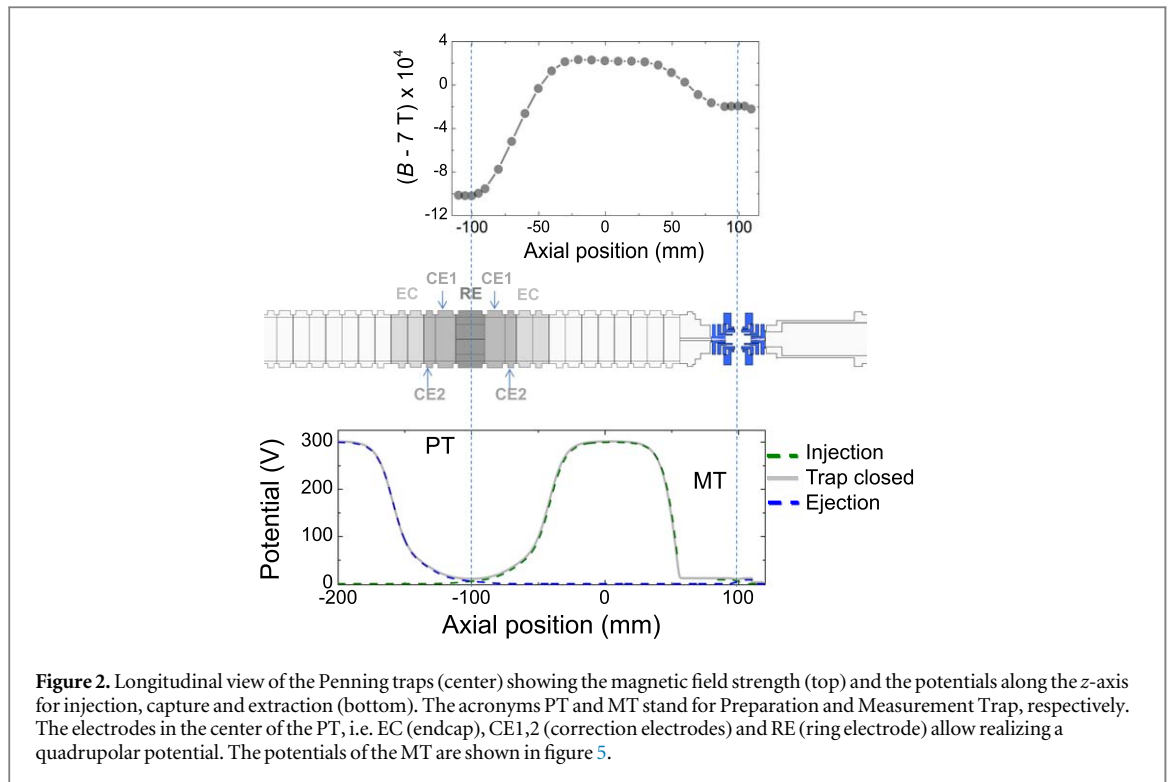 4
0
-4
-8
-12
(B - 7 T) x 10⁴
-100 -50 0 50 100
Axial position (mm)
CE1 CE1
EC RE EC
CE2 CE2
300
200
100
0
Potential (V)
PT
MT
Injection
Trap closed
Ejection
-200 -100 0 100
Axial position (mm)
Figure 2. Longitudinal view of the Penning traps (center) showing the magnetic field strength (top) and the potentials along the z-axis
for injection, capture and extraction (bottom). The acronyms PT and MT stand for Preparation and Measurement Trap, respectively.
The electrodes in the center of the PT, i.e. EC (endcap), CE1,2 (correction electrodes) and RE (ring electrode) allow realizing a
quadrupolar potential. The potentials of the MT are shown in figure 5.